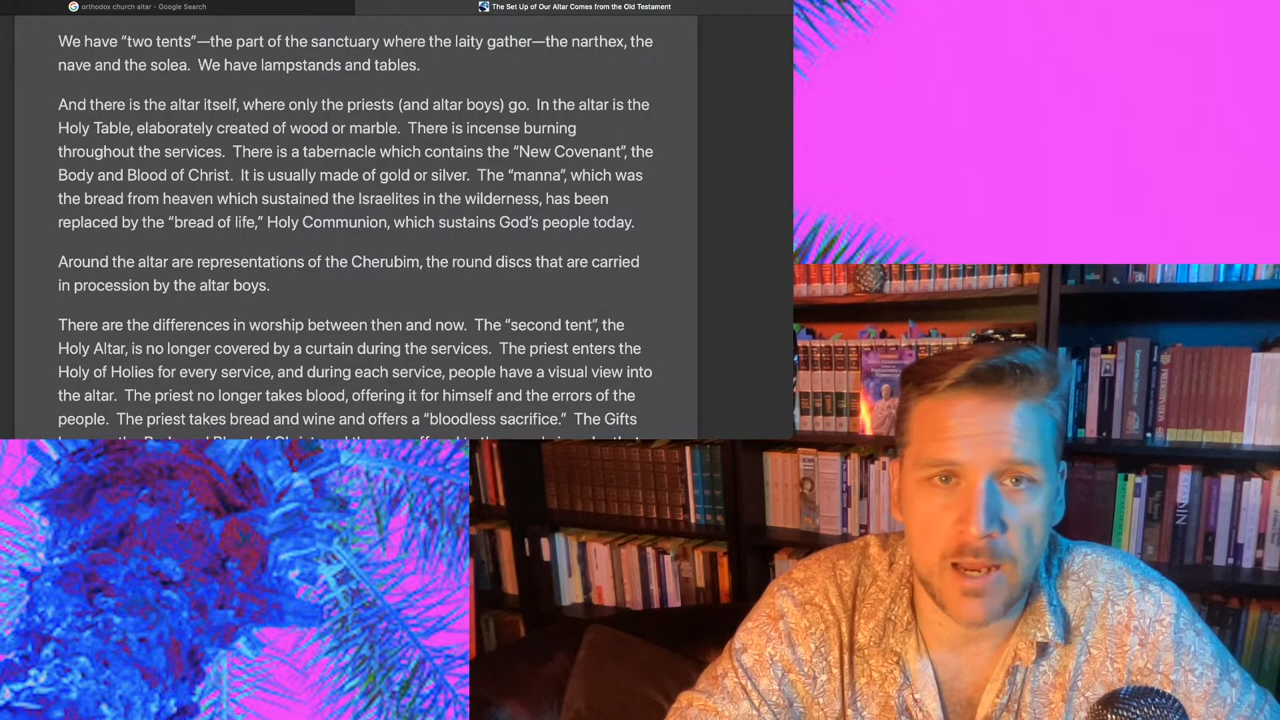 orthodox church altar - Google Search
The Set Up of Our Altar Comes from the Old Testament
We have “two tents”—the part of the sanctuary where the laity gather—the narthex, the
nave and the solea.  We have lampstands and tables.
And there is the altar itself, where only the priests (and altar boys) go.  In the altar is the
Holy Table, elaborately created of wood or marble.  There is incense burning
throughout the services.  There is a tabernacle which contains the “New Covenant”, the
Body and Blood of Christ.  It is usually made of gold or silver.  The “manna”, which was
the bread from heaven which sustained the Israelites in the wilderness, has been
replaced by the “bread of life,” Holy Communion, which sustains God’s people today.
Around the altar are representations of the Cherubim, the round discs that are carried
in procession by the altar boys.
There are the differences in worship between then and now.  The “second tent”, the
Holy Altar, is no longer covered by a curtain during the services.  The priest enters the
Holy of Holies for every service, and during each service, people have a visual view into
the altar.  The priest no longer takes blood, offering it for himself and the errors of the
people.  The priest takes bread and wine and offers a “bloodless sacrifice.”  The Gifts